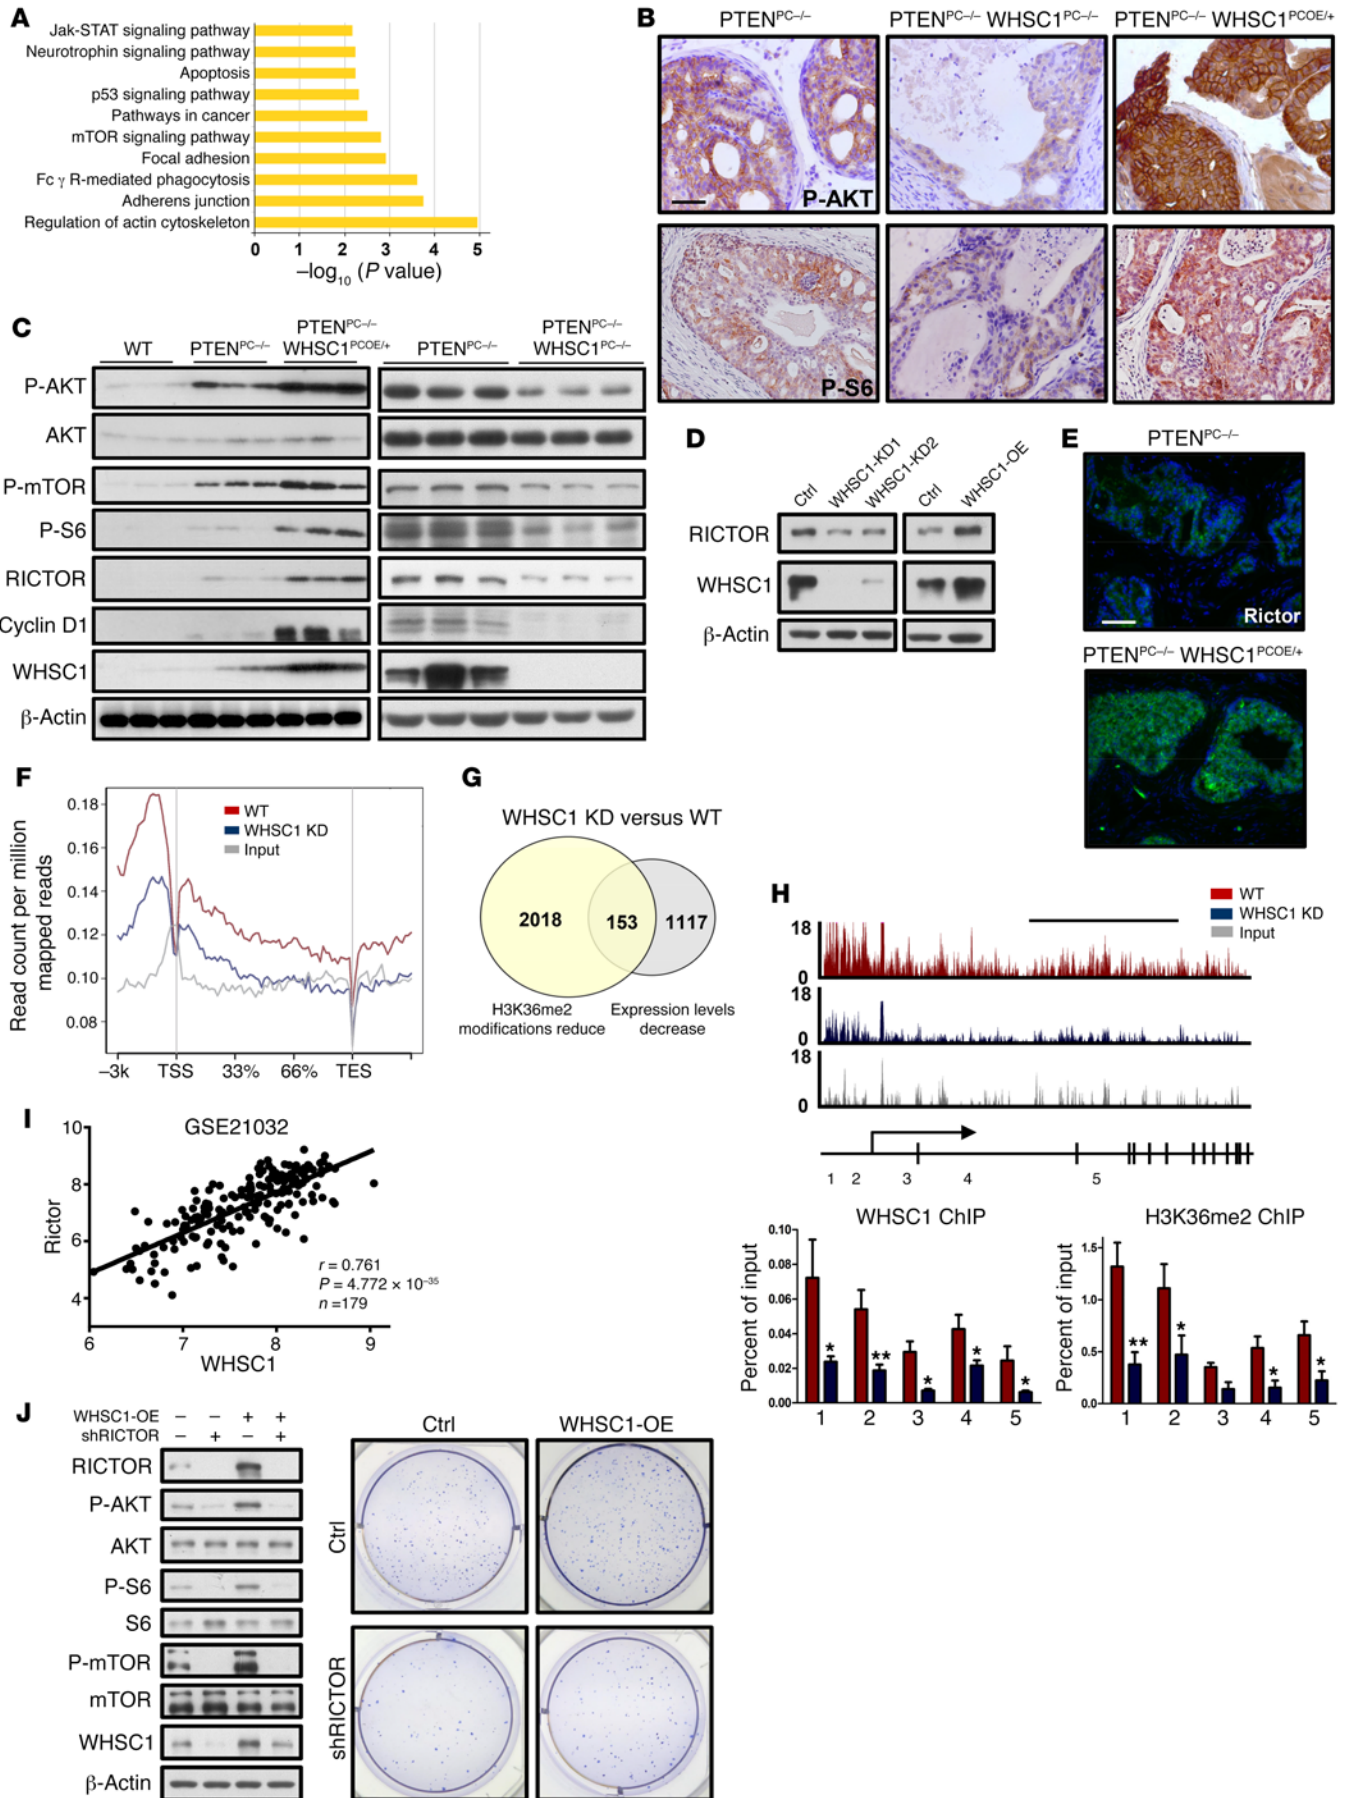 A
Jak-STAT signaling pathway
Neurotrophin signaling pathway
Apoptosis
p53 signaling pathway
Pathways in cancer
mTOR signaling pathway
Focal adhesion
Fc γ R-mediated phagocytosis
Adherens junction
Regulation of actin cytoskeleton
0 1 2 3 4 5
–log10 (P value)
B
PTENPC–/– PTENPC–/– WHSC1PC–/– PTENPC–/– WHSC1PCOE/+
P-AKT
P-S6
C
WT PTENPC–/– PTENPC–/– WHSC1PCOE/+ PTENPC–/– PTENPC–/– WHSC1PC–/–
P-AKT
AKT
P-mTOR
P-S6
RICTOR
Cyclin D1
WHSC1
β-Actin
D
Ctrl WHSC1-KD1 WHSC1-KD2 Ctrl WHSC1-OE
RICTOR
WHSC1
β-Actin
E
PTENPC–/–
Rictor
PTENPC–/– WHSC1PCOE/+
F
Read count per million
mapped reads
0.18
0.16
0.14
0.12
0.10
0.08
WT
WHSC1 KD
Input
–3k TSS 33% 66% TES
G
WHSC1 KD versus WT
2018 153 1117
H3K36me2
modifications reduce
Expression levels
decrease
H
WT
WHSC1 KD
Input
18
0
18
0
18
0
1 2 3 4 5
WHSC1 ChIP
Percent of input
0.10
0.08
0.06
0.04
0.02
0.00
* ** * * *
1 2 3 4 5
H3K36me2 ChIP
Percent of input
1.5
1.0
0.5
0.0
** * * *
1 2 3 4 5
I
GSE21032
Rictor
10
8
6
4
r = 0.761
P = 4.772 × 10–35
n =179
6 7 8 9
WHSC1
J
WHSC1-OE – – + +
shRICTOR – + – +
RICTOR
P-AKT
AKT
P-S6
S6
P-mTOR
mTOR
WHSC1
β-Actin
Ctrl WHSC1-OE
Ctrl
shRICTOR